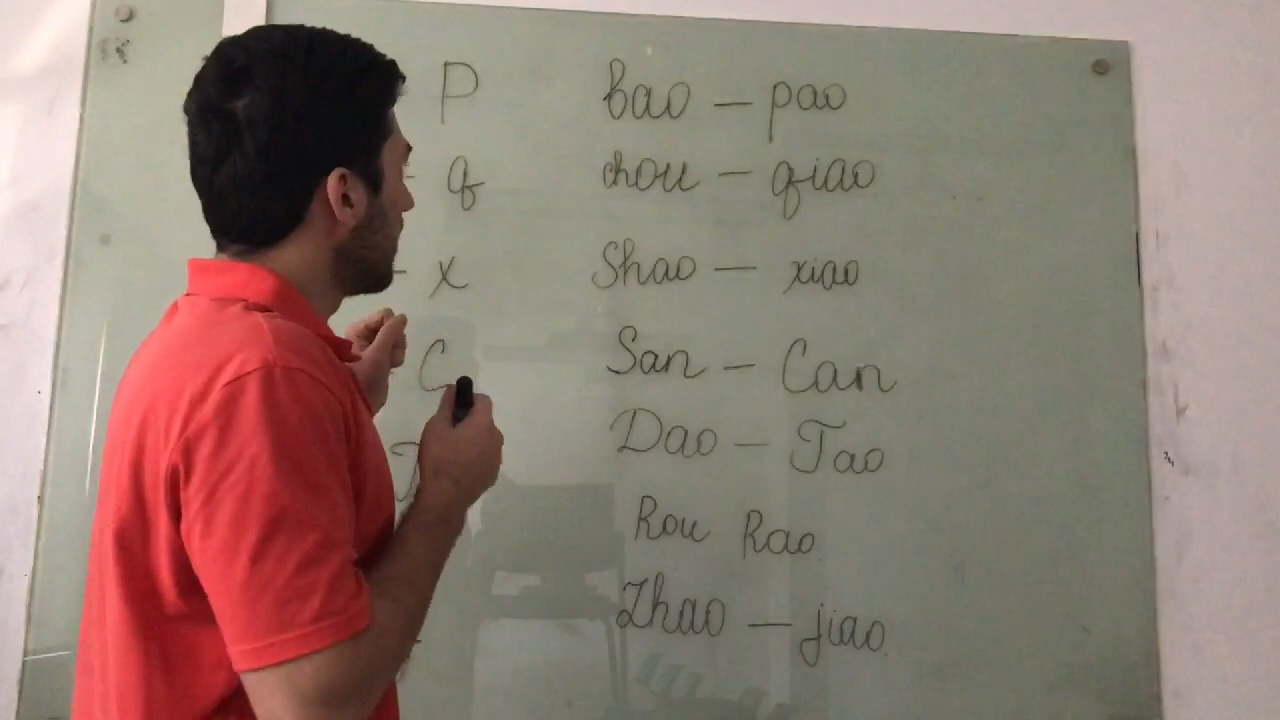 P bao — pao
- q chou — qiao
- x Shao — xiao
C San — Can
T Dao — Tao
Rou Rao
Zhao — jiao